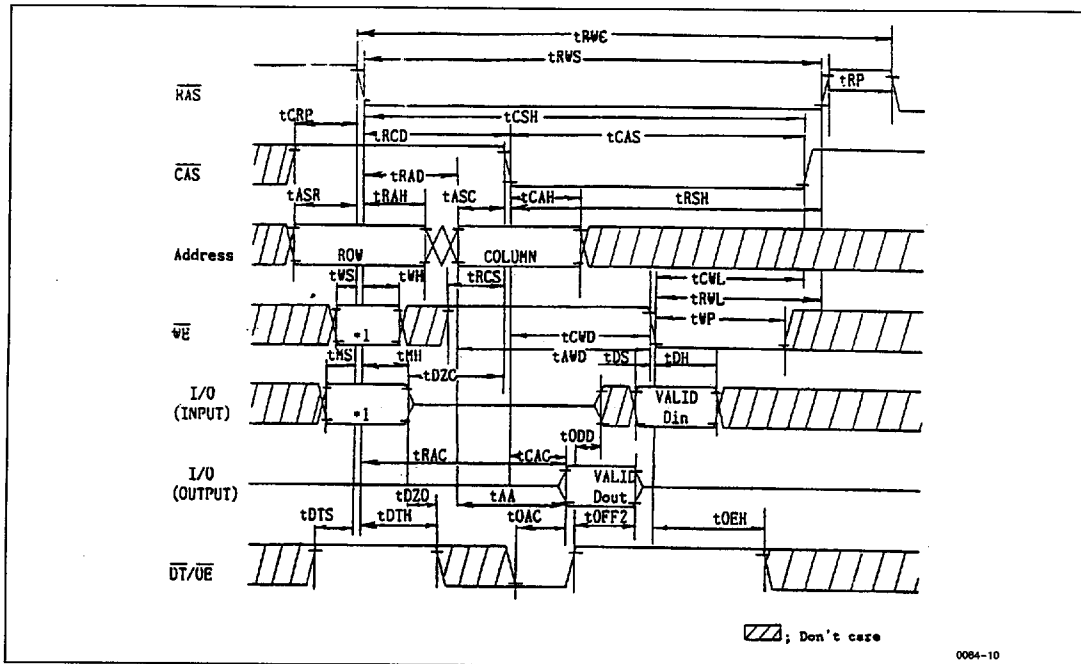 tRWC
tRWS
tRP
RAS
tCSH
tCRP
tRCD
tCAS
CAS
tRAD
tASR
tRAH
tASC
tCAH
tRSH
Address
ROW
COLUMN
tWS
tWH
tRCS
tCWL
tRWL
tWP
WE
*1
tCWD
tAWD
tMS
tMH
tDS
tDH
tDZC
I/O
(INPUT)
*1
VALID
Din
tODD
tRAC
tCAC
I/O
(OUTPUT)
VALID
Dout
tDZO
tAA
tDTS
tDTH
tOAC
tOFF2
tOEH
DT/OE
; Don't care
0064-10